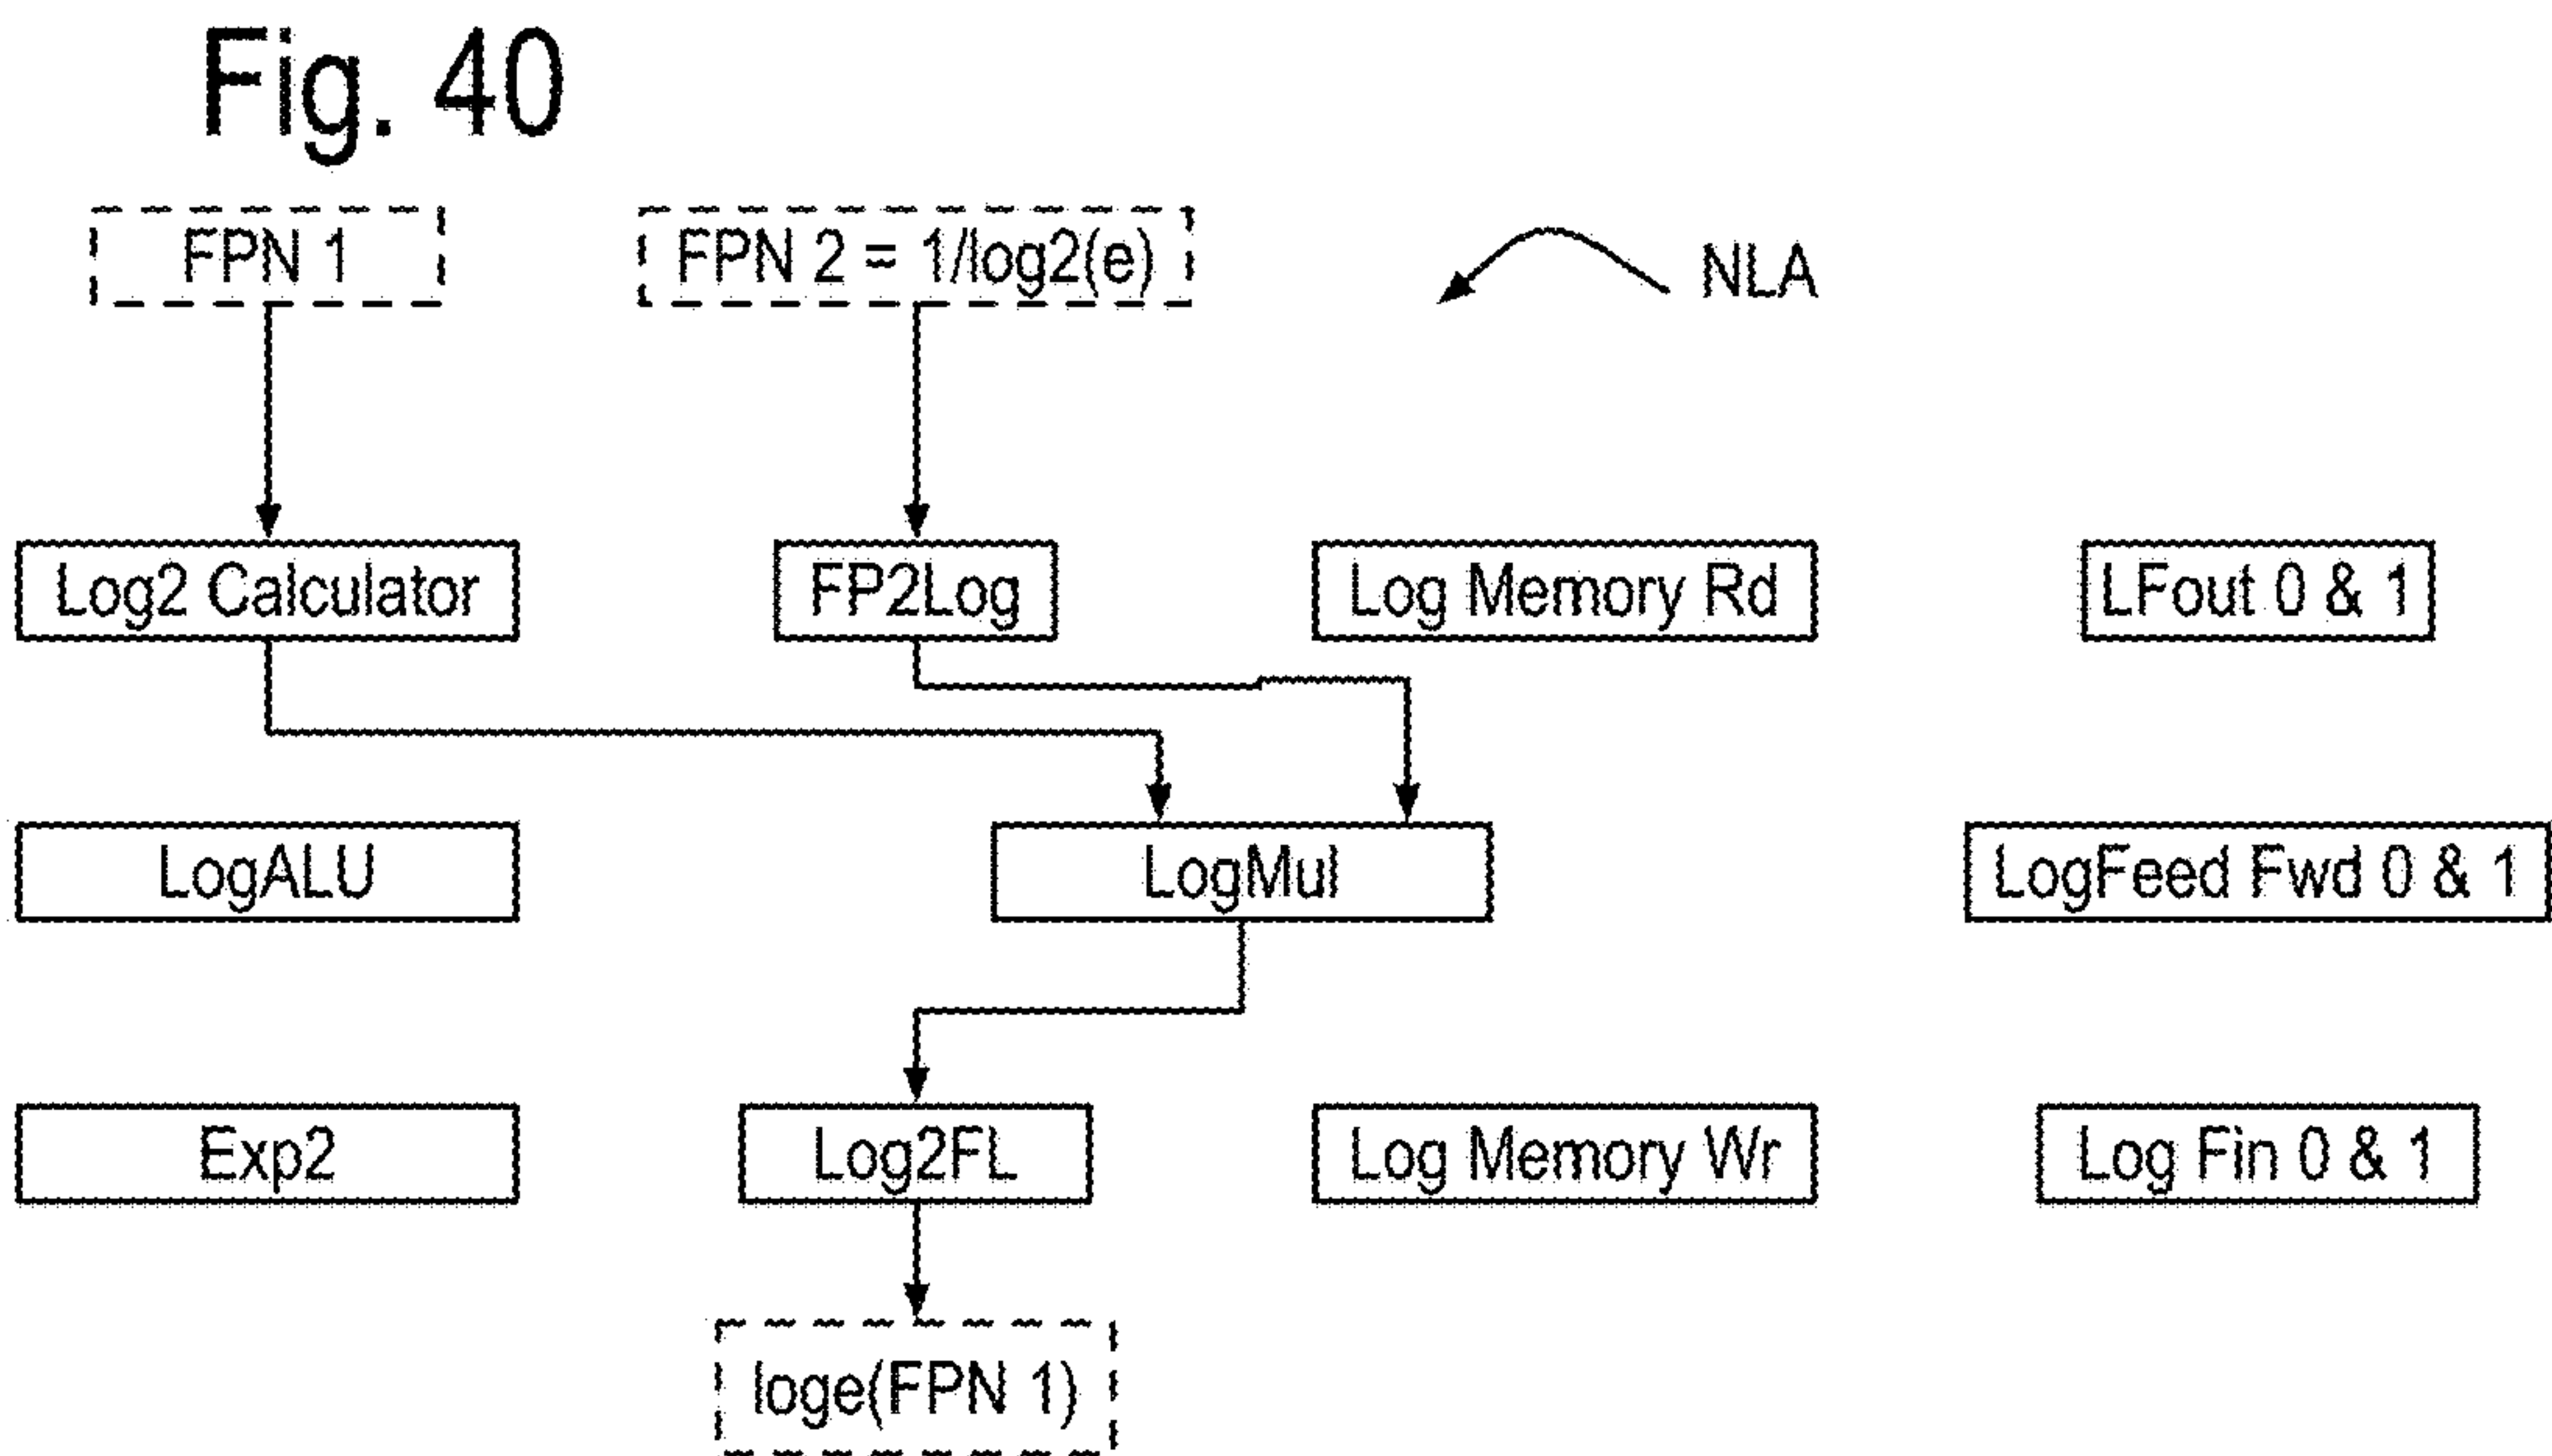 Fig. 40
FPN 1
FPN 2 = 1/log2(e)
NLA
Log2 Calculator
FP2Log
Log Memory Rd
LFout 0 & 1
LogALU
LogMul
LogFeed Fwd 0 & 1
Exp2
Log2FL
Log Memory Wr
Log Fin 0 & 1
loge(FPN 1)